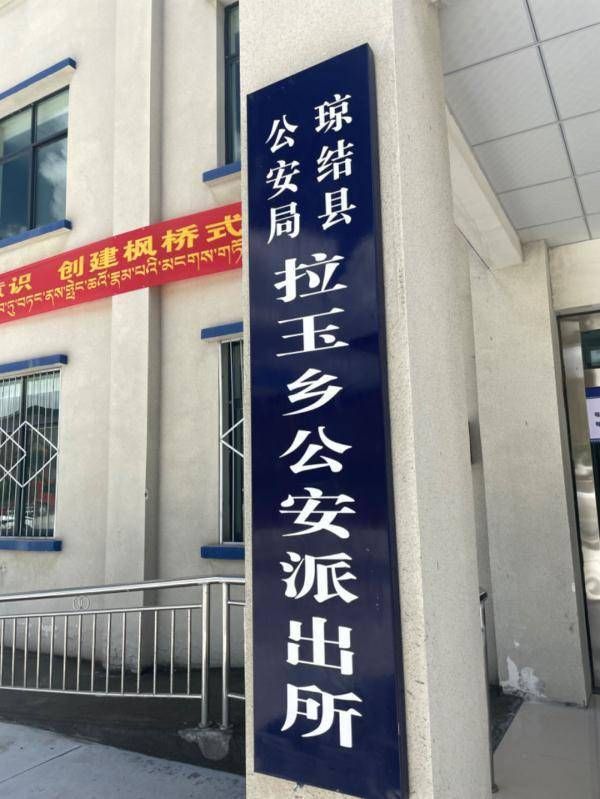 琼结县
公安局
拉玉乡公安派出所
识 创建枫桥式